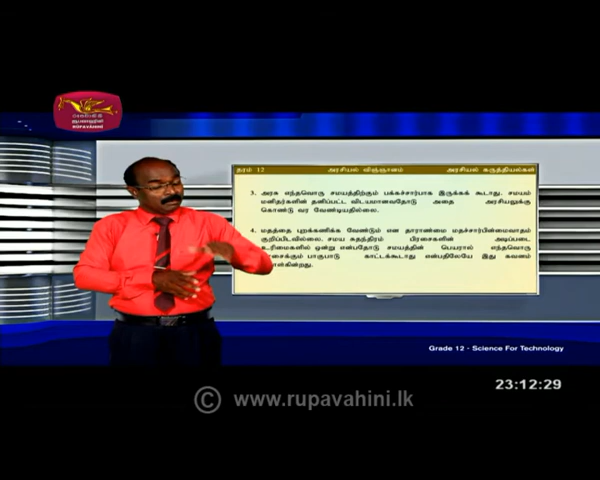 RUPAVAHINI
தரம் 12 அரசியல் விஞ்ஞானம் அரசியல் கருத்தியல்கள்
3. அரசு எந்தவொரு சமயத்திற்கும் பக்கச்சார்பாக இருக்கக் கூடாது. சமயம்
மனிதர்களின் தனிப்பட்ட விடயமானவதோடு அதை அரசியலுக்கு
கொண்டு வர வேண்டியதில்லை.
4. மதத்தை புறக்கணிக்க வேண்டும் என தாராண்மை மதச்சார்பின்மைவாதம்
குறிப்பிடவில்லை. சமய சுதந்திரம் பிரசைகளின் அடிப்படை
உரிமைகளில் ஒன்று என்பதோடு சமயத்தின் பெயரால் எந்தவொரு
பாகுபாடு காட்டக்கூடாது என்பதிலேயே இது கவனம்
Grade 12 - Science For Technology
23:12:29
© www.rupavahini.lk